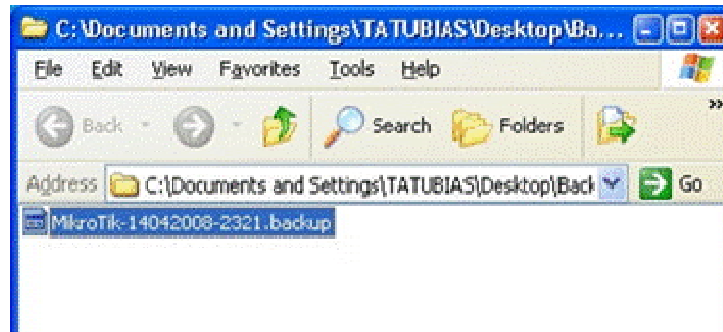 C:\Documents and Settings\TATUBIAS\Desktop\Ba...
File Edit View Favorites Tools Help
Back Search Folders »
Address C:\Documents and Settings\TATUBIAS\Desktop\Back Go
MikroTik-14042008-2321.backup